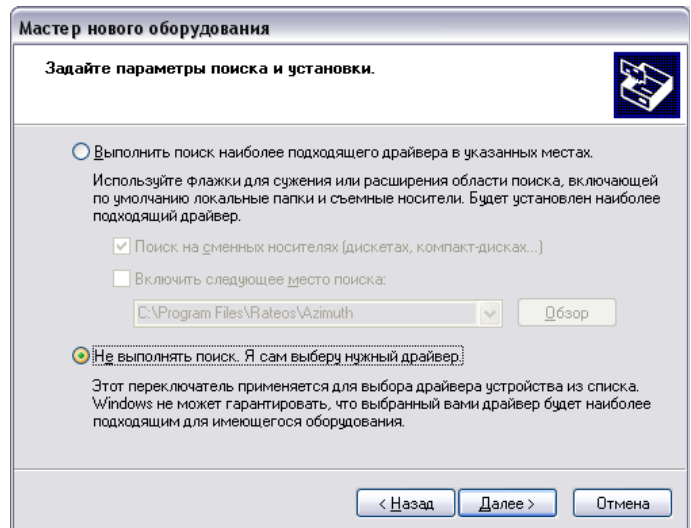 Мастер нового оборудования
Задайте параметры поиска и установки.
Выполнить поиск наиболее подходящего драйвера в указанных местах.
Используйте флажки для сужения или расширения области поиска, включающей
по умолчанию локальные папки и съемные носители. Будет установлен наиболее
подходящий драйвер.
Поиск на сменных носителях (дискетах, компакт-дисках...)
Включить следующее место поиска:
C:\Program Files\Rateos\Azimuth
Обзор
Не выполнять поиск. Я сам выберу нужный драйвер.
Этот переключатель применяется для выбора драйвера устройства из списка.
Windows не может гарантировать, что выбранный вами драйвер будет наиболее
подходящим для имеющегося оборудования.
< Назад Далее > Отмена